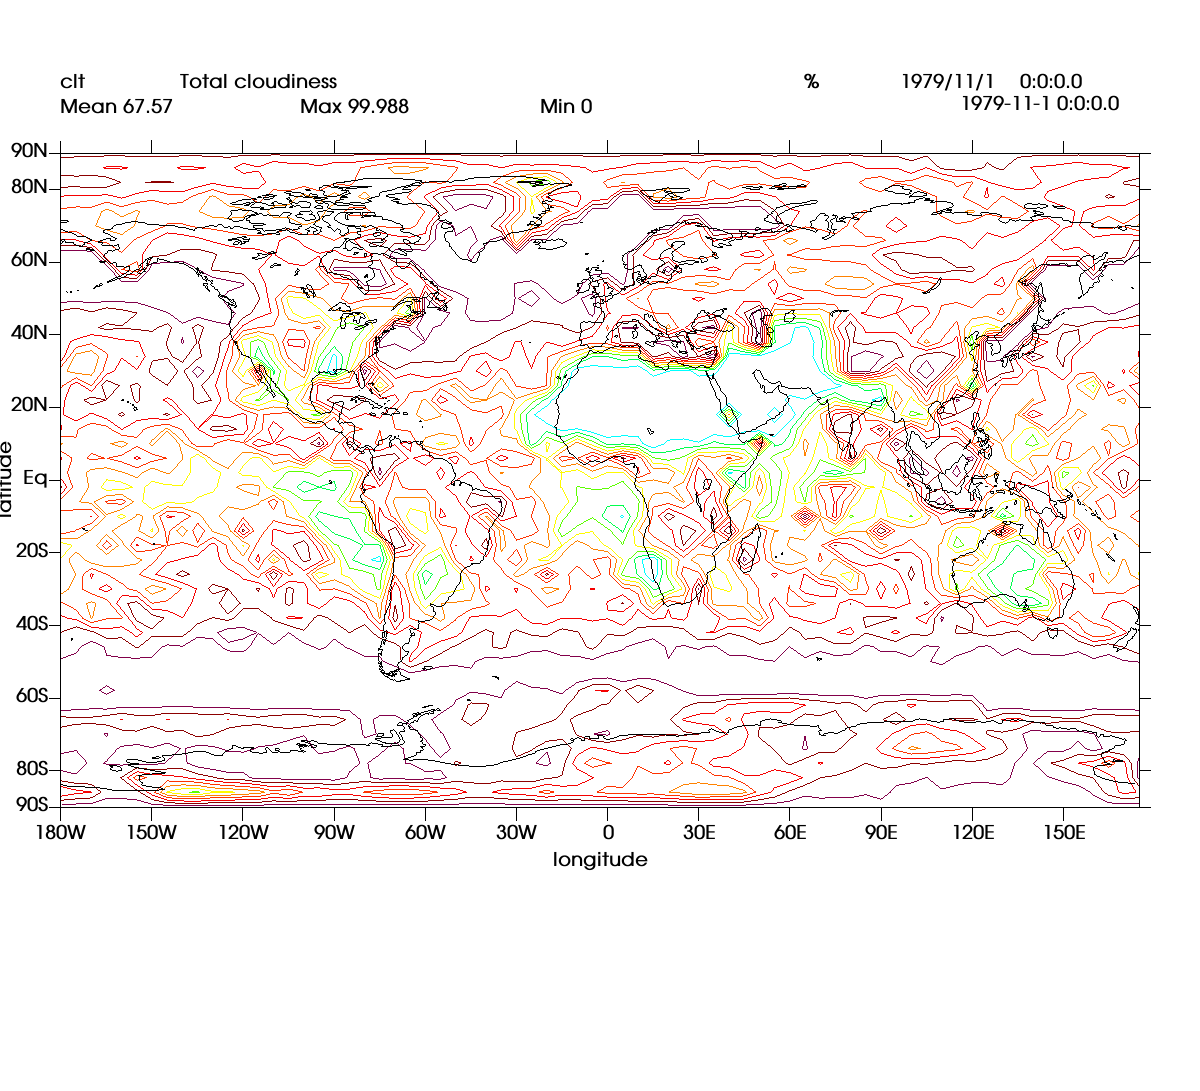 clt Total cloudiness % 1979/11/1 0:0:0.0
Mean 67.57 Max 99.988 Min 0 1979-11-1 0:0:0.0
90N
80N
60N
40N
20N
Eq
20S
40S
60S
80S
90S
latitude
180W 150W 120W 90W 60W 30W 0 30E 60E 90E 120E 150E
longitude